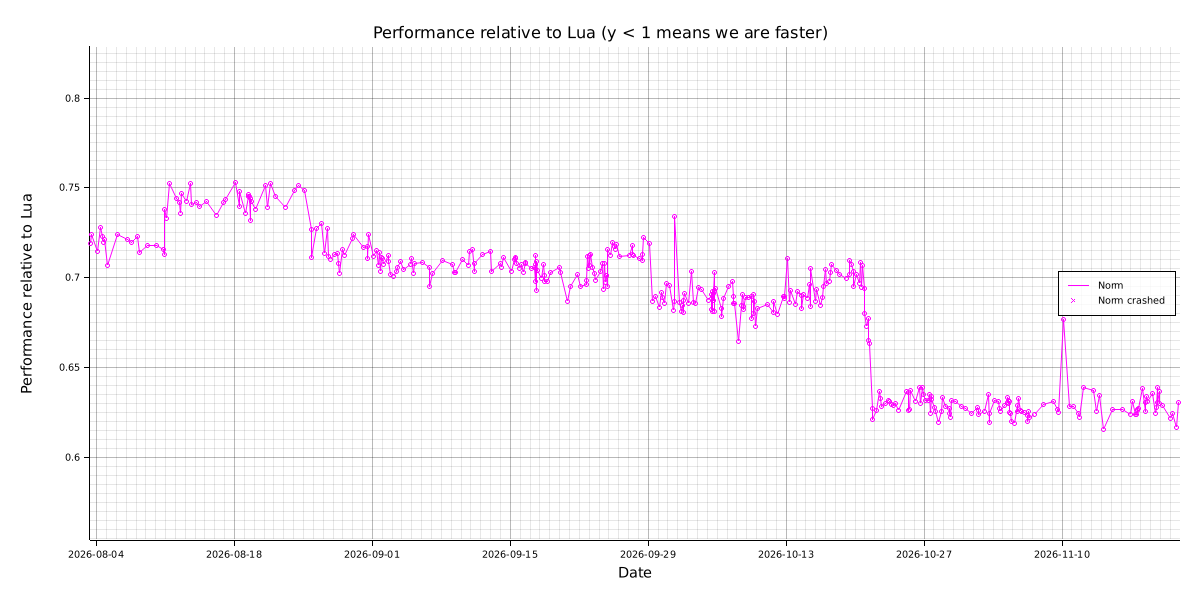 Performance relative to Lua (y < 1 means we are faster)
0.8
0.75
0.7
0.65
0.6
Performance relative to Lua
Norm
Norm crashed
2026-08-04
2026-08-18
2026-09-01
2026-09-15
2026-09-29
2026-10-13
2026-10-27
2026-11-10
Date